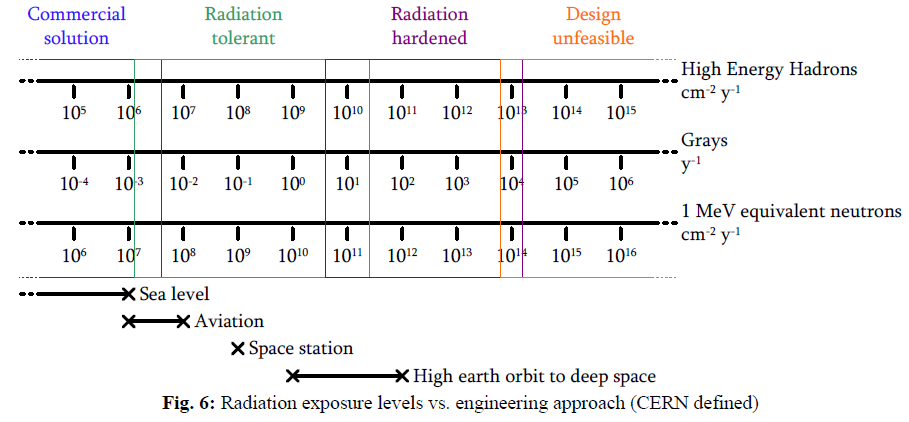 Commercial solution
Radiation tolerant
Radiation hardened
Design unfeasible
High Energy Hadrons
cm⁻² y⁻¹
10⁵ 10⁶ 10⁷ 10⁸ 10⁹ 10¹⁰ 10¹¹ 10¹² 10¹³ 10¹⁴ 10¹⁵
Grays
y⁻¹
10⁻⁴ 10⁻³ 10⁻² 10⁻¹ 10⁰ 10¹ 10² 10³ 10⁴ 10⁵ 10⁶
1 MeV equivalent neutrons
cm⁻² y⁻¹
10⁶ 10⁷ 10⁸ 10⁹ 10¹⁰ 10¹¹ 10¹² 10¹³ 10¹⁴ 10¹⁵ 10¹⁶
Sea level
Aviation
Space station
High earth orbit to deep space
Fig. 6: Radiation exposure levels vs. engineering approach (CERN defined)